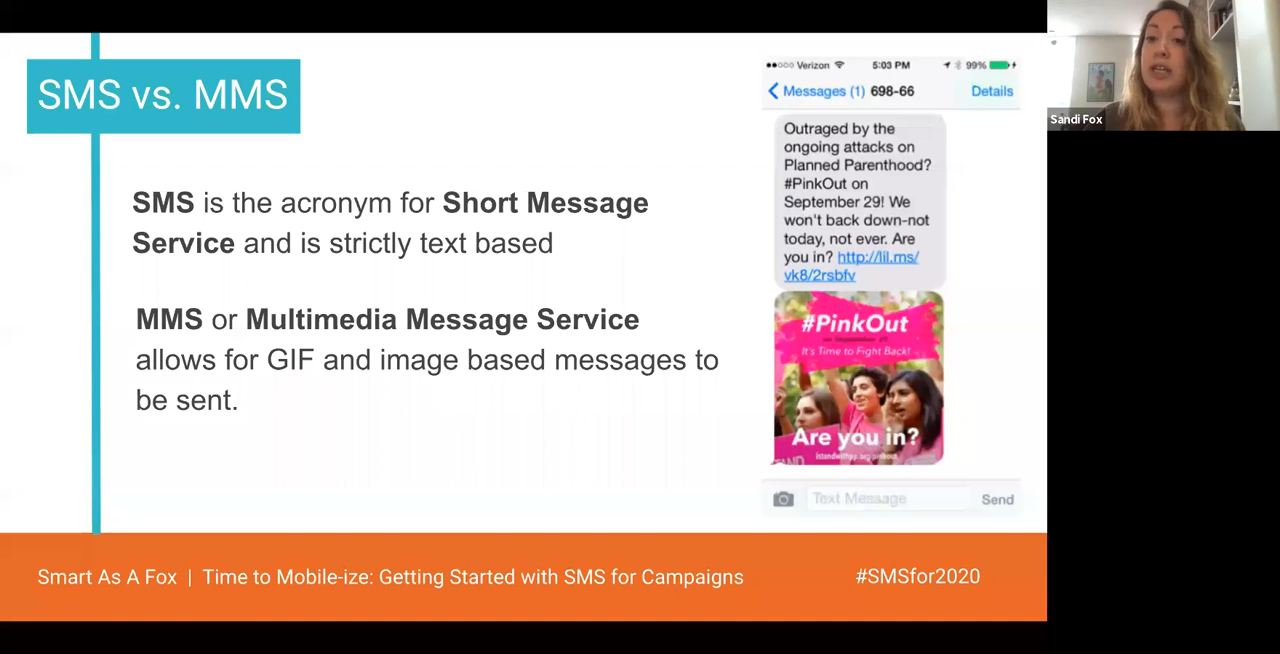 SMS vs. MMS
SMS is the acronym for Short Message
Service and is strictly text based
MMS or Multimedia Message Service
allows for GIF and image based messages to
be sent.
Verizon
5:03 PM
99%
Messages (1)
698-66
Details
Outraged by the
ongoing attacks on
Planned Parenthood?
#PinkOut on
September 29! We
won't back down-not
today, not ever. Are
you in? http://lil.ms/
vk8/2rsbfv
#PinkOut
It's Time to Fight Back!
Are you in?
istandwithpp.org/pinkout
Text Message
Send
Sandi Fox
Smart As A Fox | Time to Mobile-ize: Getting Started with SMS for Campaigns
#SMSfor2020